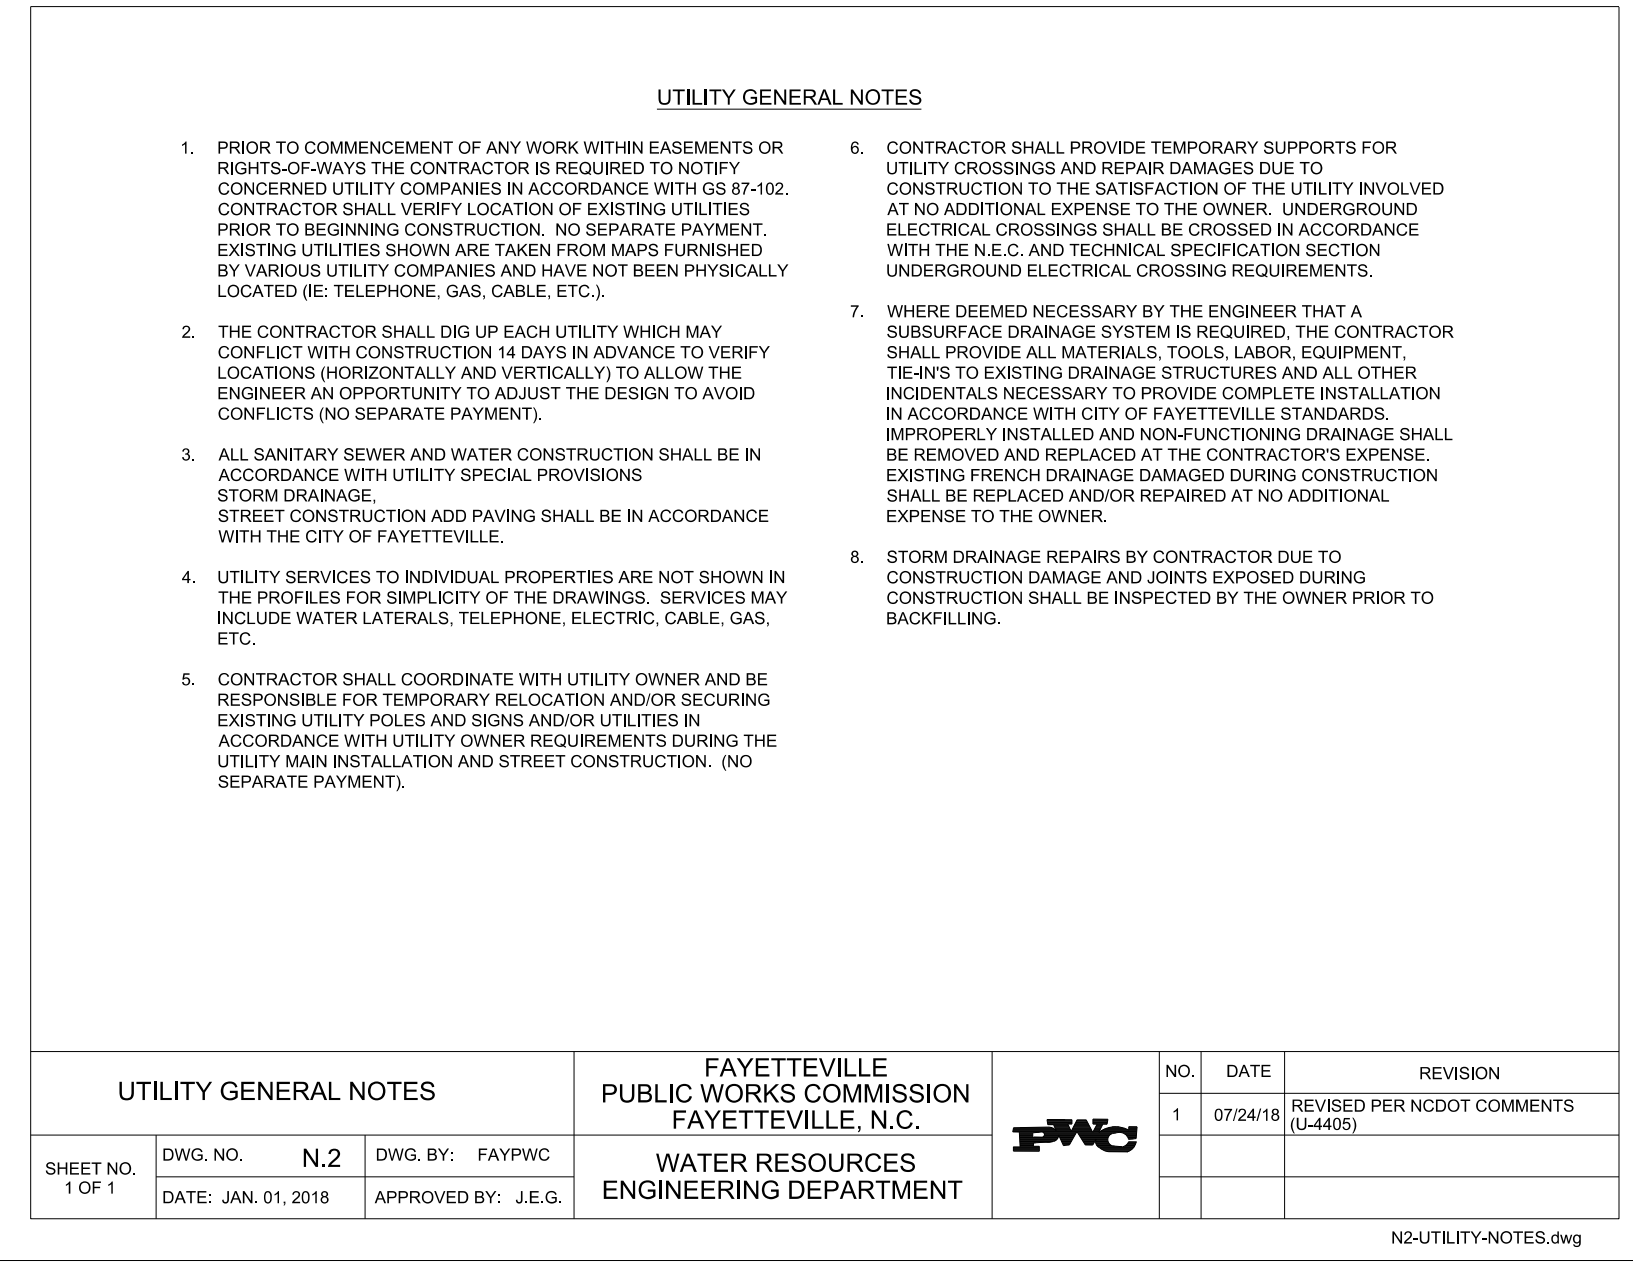 UTILITY GENERAL NOTES
1. PRIOR TO COMMENCEMENT OF ANY WORK WITHIN EASEMENTS OR
RIGHTS-OF-WAYS THE CONTRACTOR IS REQUIRED TO NOTIFY
CONCERNED UTILITY COMPANIES IN ACCORDANCE WITH GS 87-102.
CONTRACTOR SHALL VERIFY LOCATION OF EXISTING UTILITIES
PRIOR TO BEGINNING CONSTRUCTION. NO SEPARATE PAYMENT.
EXISTING UTILITIES SHOWN ARE TAKEN FROM MAPS FURNISHED
BY VARIOUS UTILITY COMPANIES AND HAVE NOT BEEN PHYSICALLY
LOCATED (IE: TELEPHONE, GAS, CABLE, ETC.).
2. THE CONTRACTOR SHALL DIG UP EACH UTILITY WHICH MAY
CONFLICT WITH CONSTRUCTION 14 DAYS IN ADVANCE TO VERIFY
LOCATIONS (HORIZONTALLY AND VERTICALLY) TO ALLOW THE
ENGINEER AN OPPORTUNITY TO ADJUST THE DESIGN TO AVOID
CONFLICTS (NO SEPARATE PAYMENT).
3. ALL SANITARY SEWER AND WATER CONSTRUCTION SHALL BE IN
ACCORDANCE WITH UTILITY SPECIAL PROVISIONS
STORM DRAINAGE,
STREET CONSTRUCTION ADD PAVING SHALL BE IN ACCORDANCE
WITH THE CITY OF FAYETTEVILLE.
4. UTILITY SERVICES TO INDIVIDUAL PROPERTIES ARE NOT SHOWN IN
THE PROFILES FOR SIMPLICITY OF THE DRAWINGS. SERVICES MAY
INCLUDE WATER LATERALS, TELEPHONE, ELECTRIC, CABLE, GAS,
ETC.
5. CONTRACTOR SHALL COORDINATE WITH UTILITY OWNER AND BE
RESPONSIBLE FOR TEMPORARY RELOCATION AND/OR SECURING
EXISTING UTILITY POLES AND SIGNS AND/OR UTILITIES IN
ACCORDANCE WITH UTILITY OWNER REQUIREMENTS DURING THE
UTILITY MAIN INSTALLATION AND STREET CONSTRUCTION. (NO
SEPARATE PAYMENT).
6. CONTRACTOR SHALL PROVIDE TEMPORARY SUPPORTS FOR
UTILITY CROSSINGS AND REPAIR DAMAGES DUE TO
CONSTRUCTION TO THE SATISFACTION OF THE UTILITY INVOLVED
AT NO ADDITIONAL EXPENSE TO THE OWNER. UNDERGROUND
ELECTRICAL CROSSINGS SHALL BE CROSSED IN ACCORDANCE
WITH THE N.E.C. AND TECHNICAL SPECIFICATION SECTION
UNDERGROUND ELECTRICAL CROSSING REQUIREMENTS.
7. WHERE DEEMED NECESSARY BY THE ENGINEER THAT A
SUBSURFACE DRAINAGE SYSTEM IS REQUIRED, THE CONTRACTOR
SHALL PROVIDE ALL MATERIALS, TOOLS, LABOR, EQUIPMENT,
TIE-IN'S TO EXISTING DRAINAGE STRUCTURES AND ALL OTHER
INCIDENTALS NECESSARY TO PROVIDE COMPLETE INSTALLATION
IN ACCORDANCE WITH CITY OF FAYETTEVILLE STANDARDS.
IMPROPERLY INSTALLED AND NON-FUNCTIONING DRAINAGE SHALL
BE REMOVED AND REPLACED AT THE CONTRACTOR'S EXPENSE.
EXISTING FRENCH DRAINAGE DAMAGED DURING CONSTRUCTION
SHALL BE REPLACED AND/OR REPAIRED AT NO ADDITIONAL
EXPENSE TO THE OWNER.
8. STORM DRAINAGE REPAIRS BY CONTRACTOR DUE TO
CONSTRUCTION DAMAGE AND JOINTS EXPOSED DURING
CONSTRUCTION SHALL BE INSPECTED BY THE OWNER PRIOR TO
BACKFILLING.
UTILITY GENERAL NOTES
SHEET NO.
1 OF 1
DWG. NO. N.2
DWG. BY: FAYPWC
DATE: JAN. 01, 2018
APPROVED BY: J.E.G.
FAYETTEVILLE
PUBLIC WORKS COMMISSION
FAYETTEVILLE, N.C.
WATER RESOURCES
ENGINEERING DEPARTMENT
PWC
NO. DATE REVISION
1 07/24/18 REVISED PER NCDOT COMMENTS
(U-4405)
N2-UTILITY-NOTES.dwg